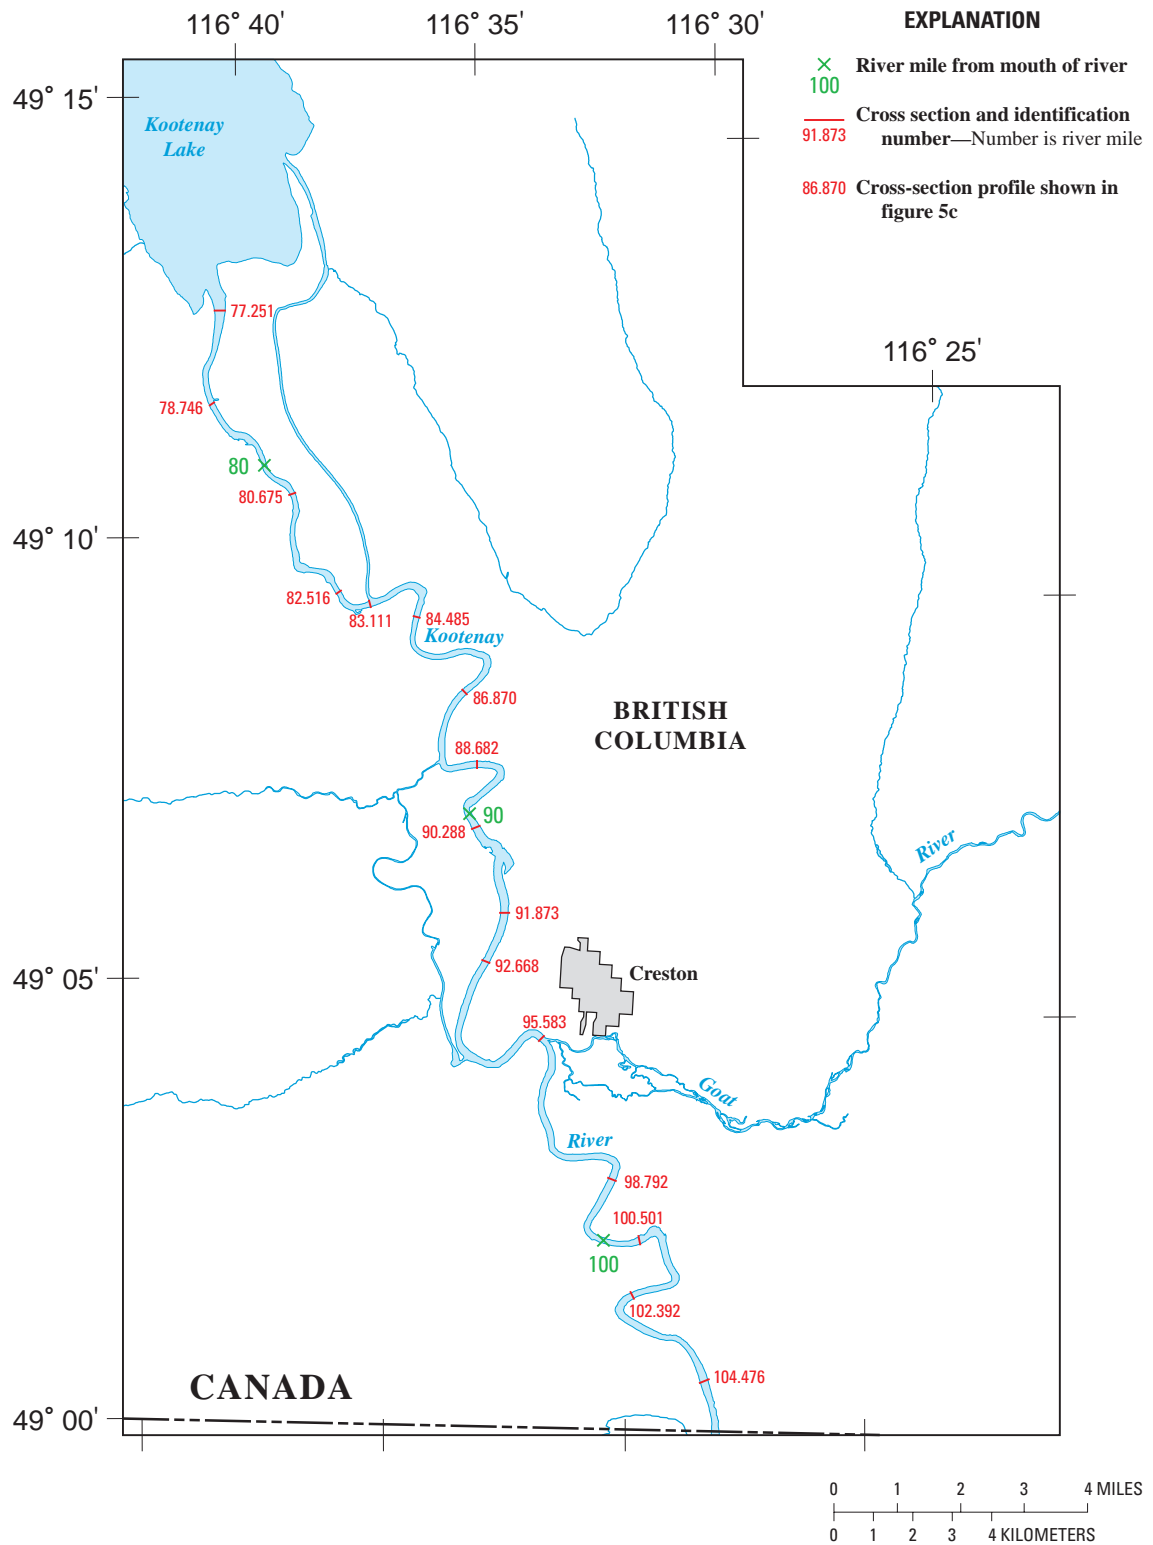 116° 40'
116° 35'
116° 30'
EXPLANATION
River mile from mouth of river
100
Cross section and identification
number—Number is river mile
91.873
86.870
Cross-section profile shown in
figure 5c
49° 15'
Kootenay
Lake
77.251
116° 25'
78.746
80
80.675
49° 10'
82.516
83.111
84.485
Kootenay
86.870
BRITISH
COLUMBIA
88.682
90
90.288
River
91.873
92.668
49° 05'
Creston
95.583
Goat
River
98.792
100.501
100
102.392
104.476
CANADA
49° 00'
0 1 2 3 4 MILES
0 1 2 3 4 KILOMETERS